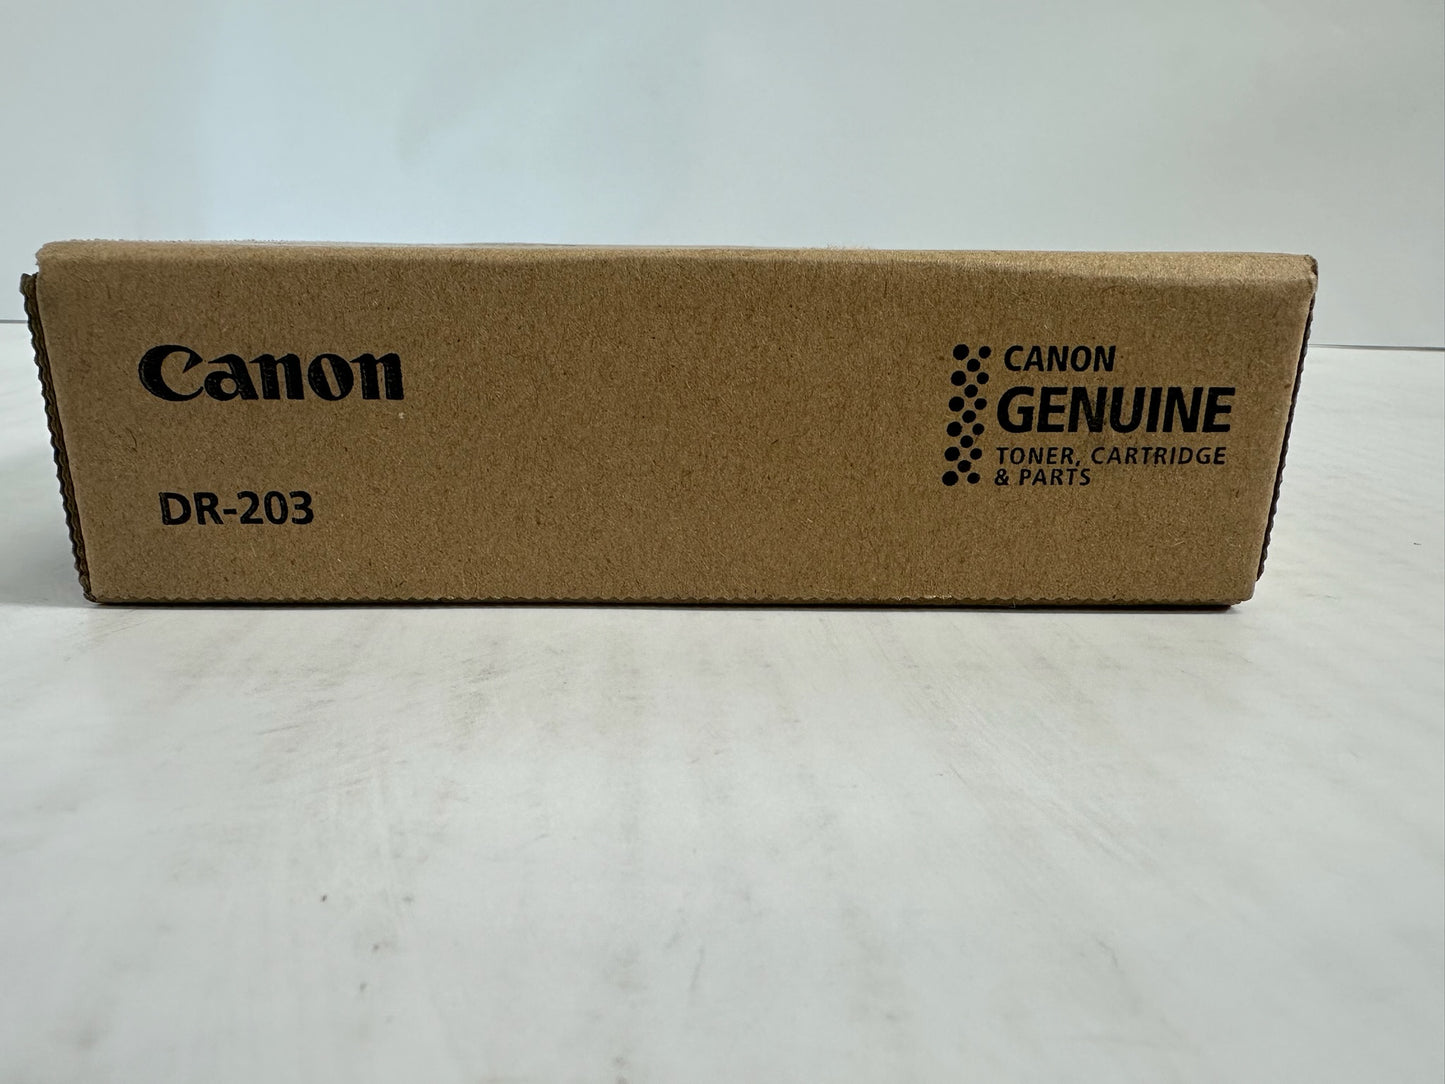 Canon
DR-203
CANON
GENUINE
TONER, CARTRIDGE
& PARTS